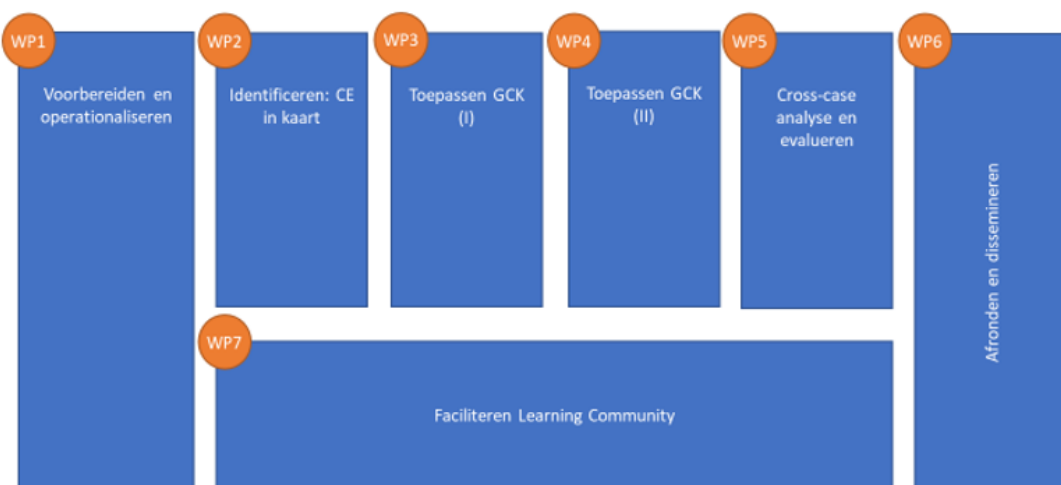 WP1
Voorbereiden en
operationaliseren
WP2
Identificeren: CE
in kaart
WP3
Toepassen GCK
(I)
WP4
Toepassen GCK
(II)
WP5
Cross-case
analyse en
evalueren
WP6
Afronden en dissemineren
WP7
Faciliteren Learning Community